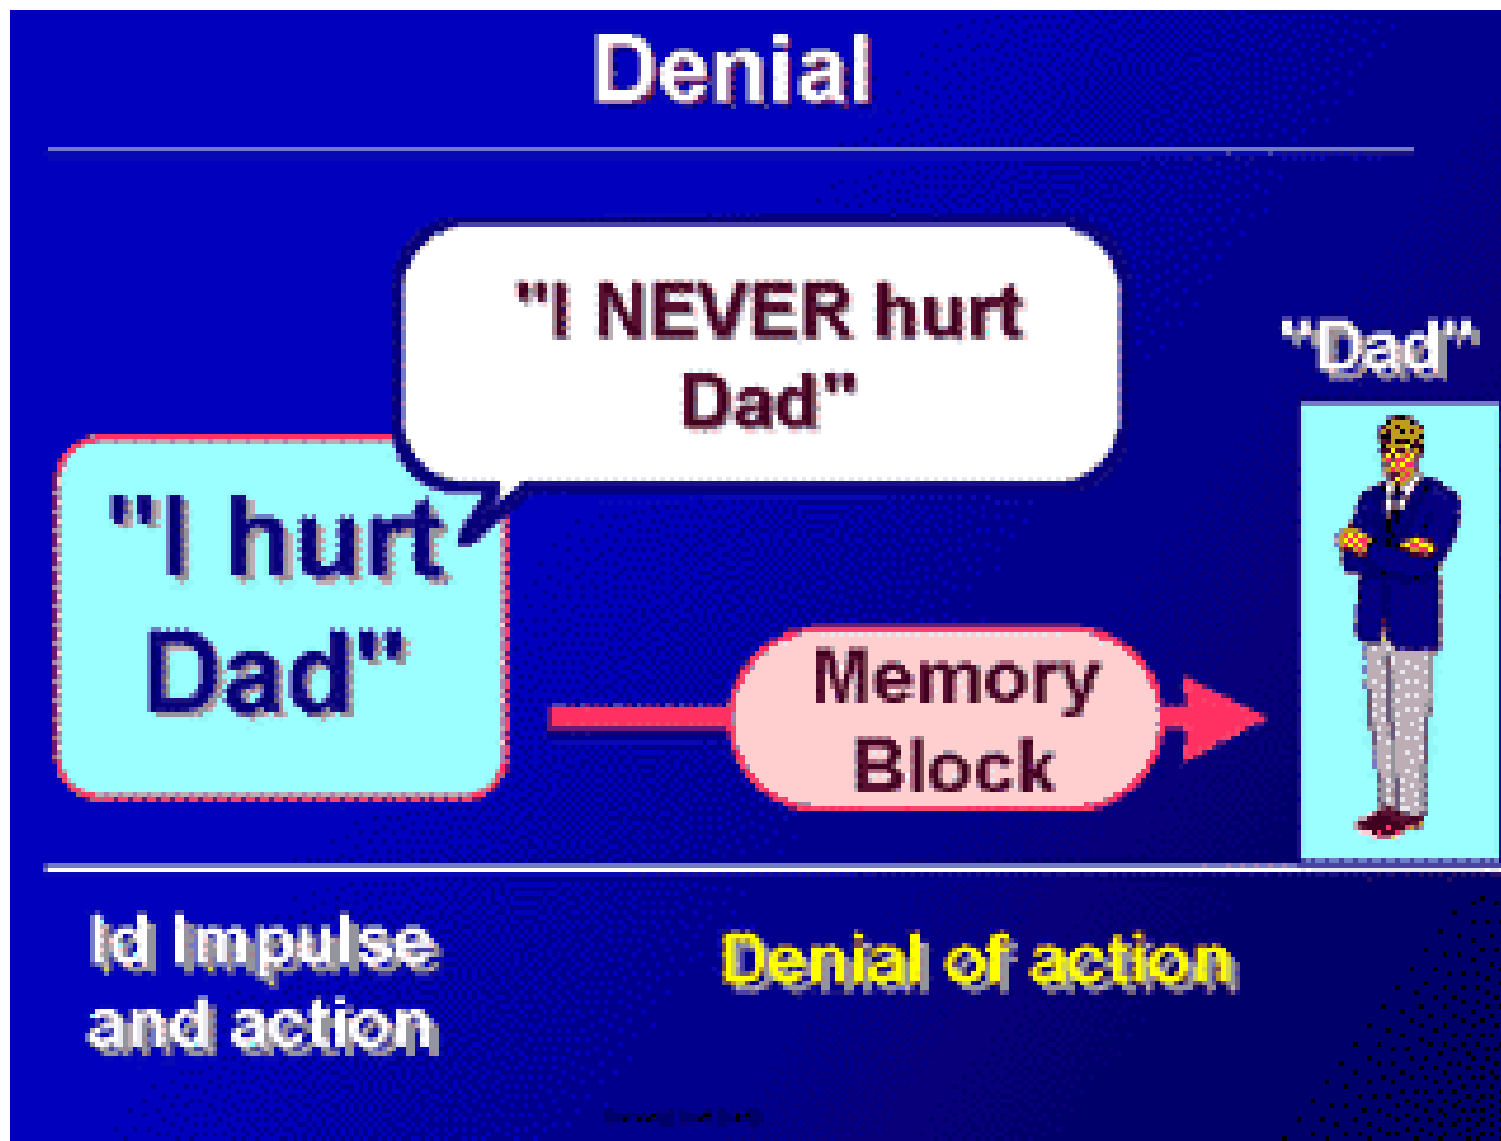 Denial
"I NEVER hurt
Dad"
“Dad”
"I hurt
Dad"
Memory
Block
Id Impulse
and action
Denial of action